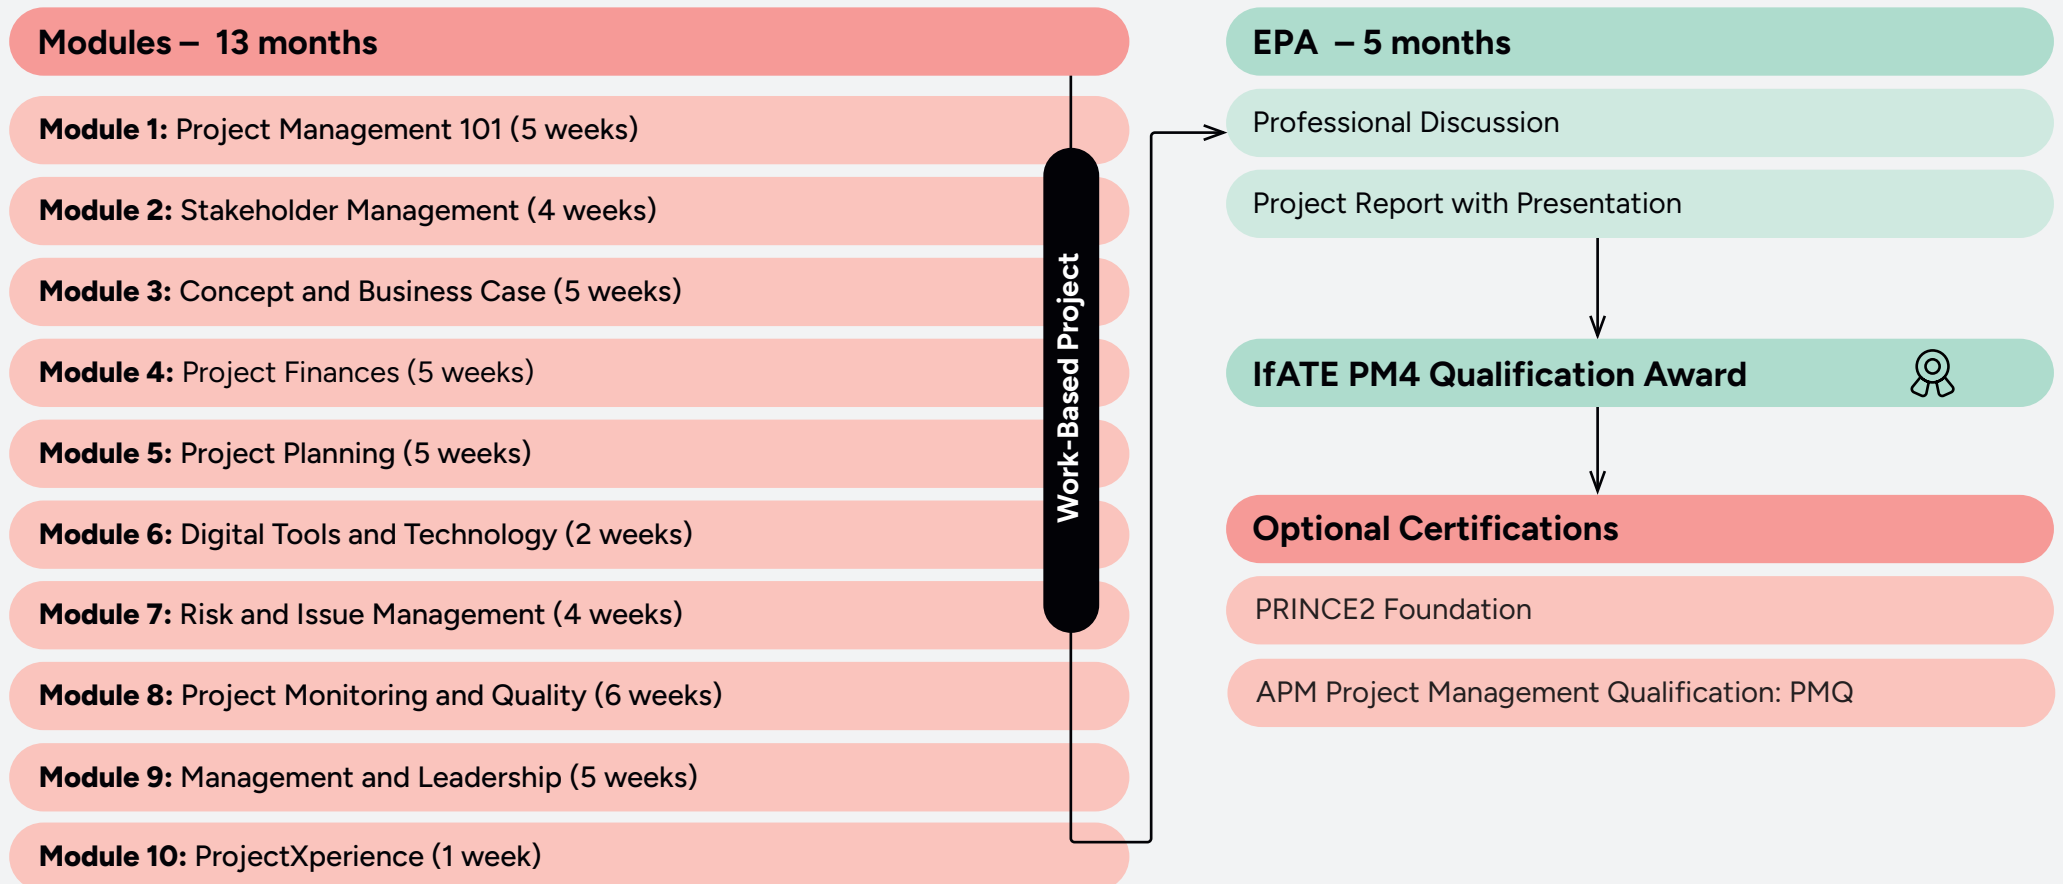 Modules – 13 months
Module 1: Project Management 101 (5 weeks)
Module 2: Stakeholder Management (4 weeks)
Module 3: Concept and Business Case (5 weeks)
Module 4: Project Finances (5 weeks)
Module 5: Project Planning (5 weeks)
Module 6: Digital Tools and Technology (2 weeks)
Module 7: Risk and Issue Management (4 weeks)
Module 8: Project Monitoring and Quality (6 weeks)
Module 9: Management and Leadership (5 weeks)
Module 10: ProjectXperience (1 week)
Work-Based Project
EPA – 5 months
Professional Discussion
Project Report with Presentation
IfATE PM4 Qualification Award
Optional Certifications
PRINCE2 Foundation
APM Project Management Qualification: PMQ